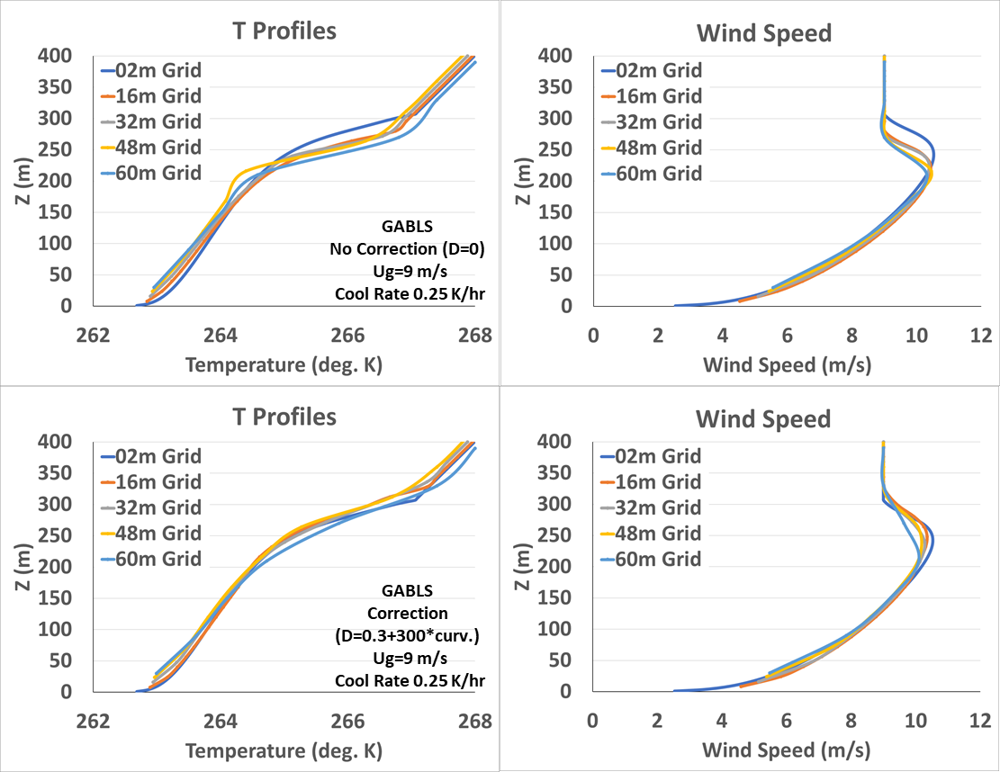 T Profiles
400
350
300
250
200
150
100
50
0
Z (m)
02m Grid
16m Grid
32m Grid
48m Grid
60m Grid
GABLS
No Correction (D=0)
Ug=9 m/s
Cool Rate 0.25 K/hr
262 264 266 268
Temperature (deg. K)
Wind Speed
400
350
300
250
200
150
100
50
0
Z (m)
02m Grid
16m Grid
32m Grid
48m Grid
60m Grid
0 2 4 6 8 10 12
Wind Speed (m/s)
T Profiles
400
350
300
250
200
150
100
50
0
Z (m)
02m Grid
16m Grid
32m Grid
48m Grid
60m Grid
GABLS
Correction
(D=0.3+300*curv.)
Ug=9 m/s
Cool Rate 0.25 K/hr
262 264 266 268
Temperature (deg. K)
Wind Speed
400
350
300
250
200
150
100
50
0
Z (m)
02m Grid
16m Grid
32m Grid
48m Grid
60m Grid
0 2 4 6 8 10 12
Wind Speed (m/s)